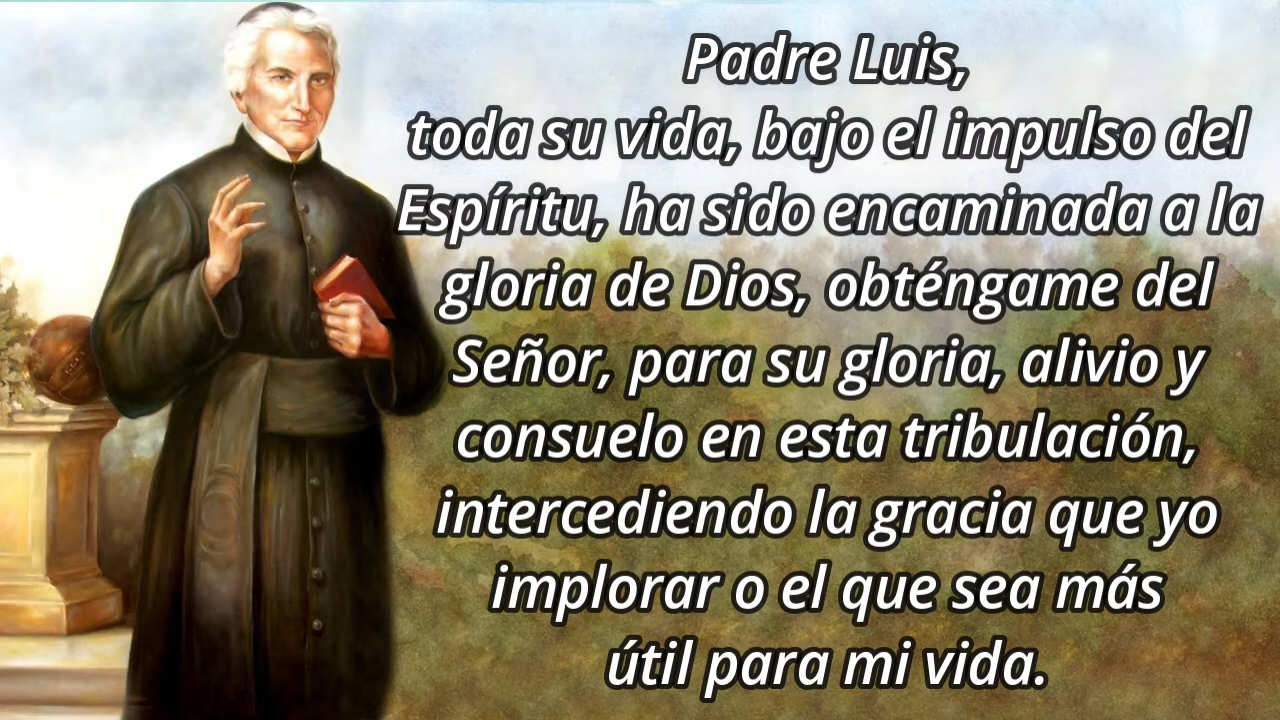 Padre Luis,
toda su vida, bajo el impulso del
Espíritu, ha sido encaminada a la
gloria de Dios, obténgame del
Señor, para su gloria, alivio y
consuelo en esta tribulación,
intercediendo la gracia que yo
implorar o el que sea más
útil para mi vida.